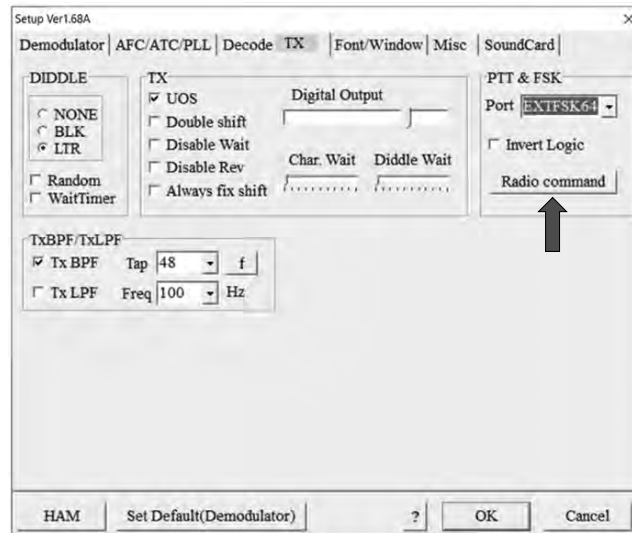 Setup Ver1.68A
Demodulator AFC/ATC/PLL Decode TX Font/Window Misc SoundCard
DIDDLE
NONE
BLK
LTR
Random
WaitTimer
TX
UOS
Double shift
Disable Wait
Disable Rev
Always fix shift
Digital Output
Char. Wait Diddle Wait
PTT & FSK
Port EXTFSK64
Invert Logic
Radio command
TxBPF/TxLPF
Tx BPF Tap 48 f
Tx LPF Freq 100 Hz
HAM Set Default(Demodulator) ? OK Cancel